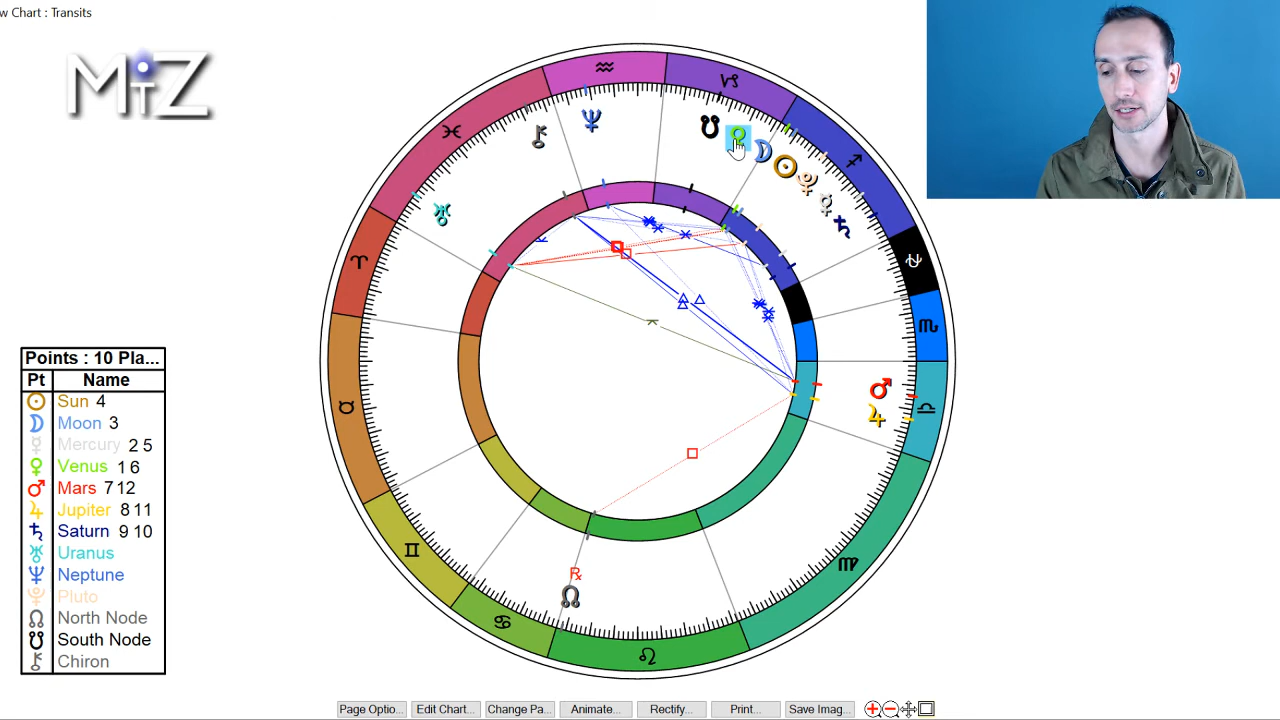 w Chart : Transits
MiTZ
Points : 10 Pla...
Pt Name
☉ Sun 4
☽ Moon 3
☿ Mercury 2 5
♀ Venus 1 6
♂ Mars 7 12
♃ Jupiter 8 11
♄ Saturn 9 10
♅ Uranus
♆ Neptune
Pluto
☊ North Node
☋ South Node
⚷ Chiron
Page Optio...
Edit Chart...
Change Pa...
Animate...
Rectify...
Print...
Save Imag...